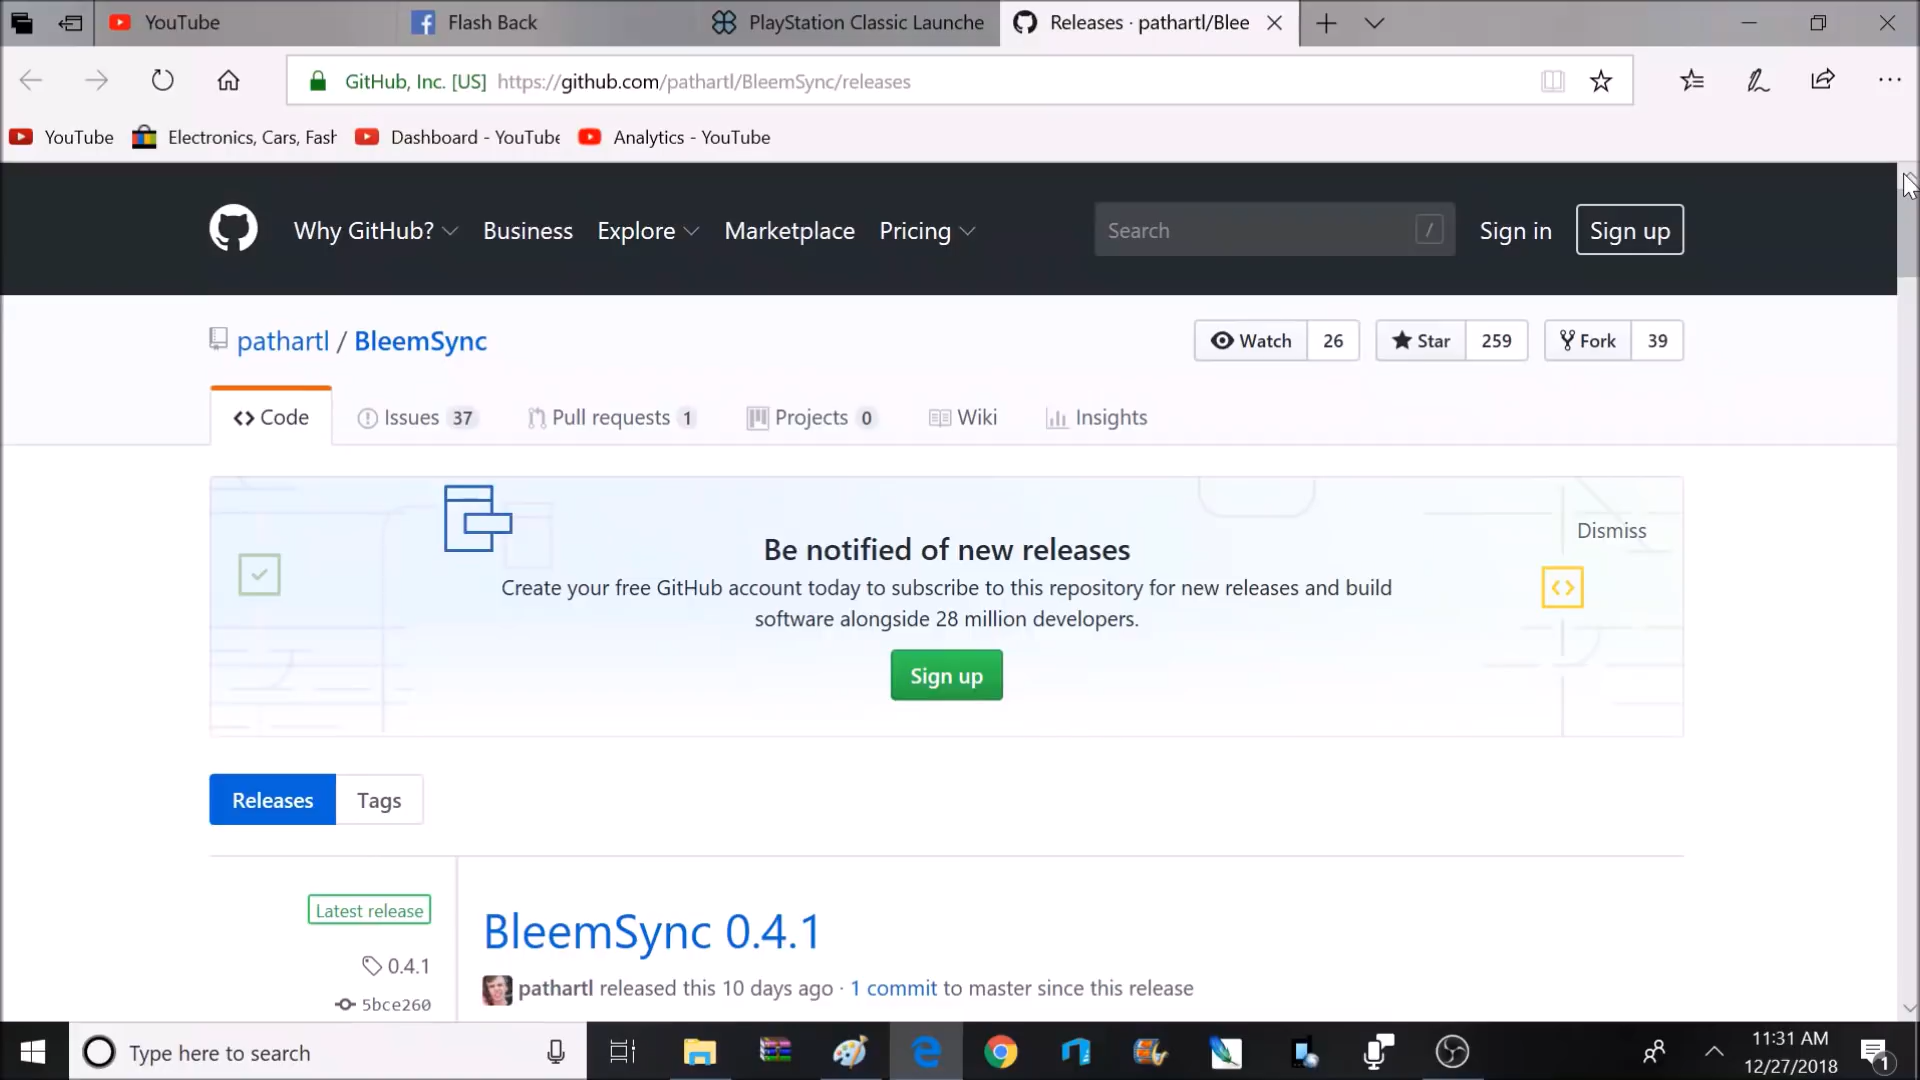 YouTube
Flash Back
PlayStation Classic Launche
Releases · pathartl/Blee
GitHub, Inc. [US] https://github.com/pathartl/BleemSync/releases
YouTube
Electronics, Cars, Fash
Dashboard - YouTube
Analytics - YouTube
Why GitHub?
Business
Explore
Marketplace
Pricing
Search /
Sign in
Sign up
pathartl / BleemSync
Watch 26
Star 259
Fork 39
<> Code
Issues 37
Pull requests 1
Projects 0
Wiki
Insights
Be notified of new releases
Dismiss
Create your free GitHub account today to subscribe to this repository for new releases and build
software alongside 28 million developers.
Sign up
Releases
Tags
Latest release
0.4.1
5bce260
BleemSync 0.4.1
pathartl released this 10 days ago · 1 commit to master since this release
Type here to search
11:31 AM
12/27/2018
1